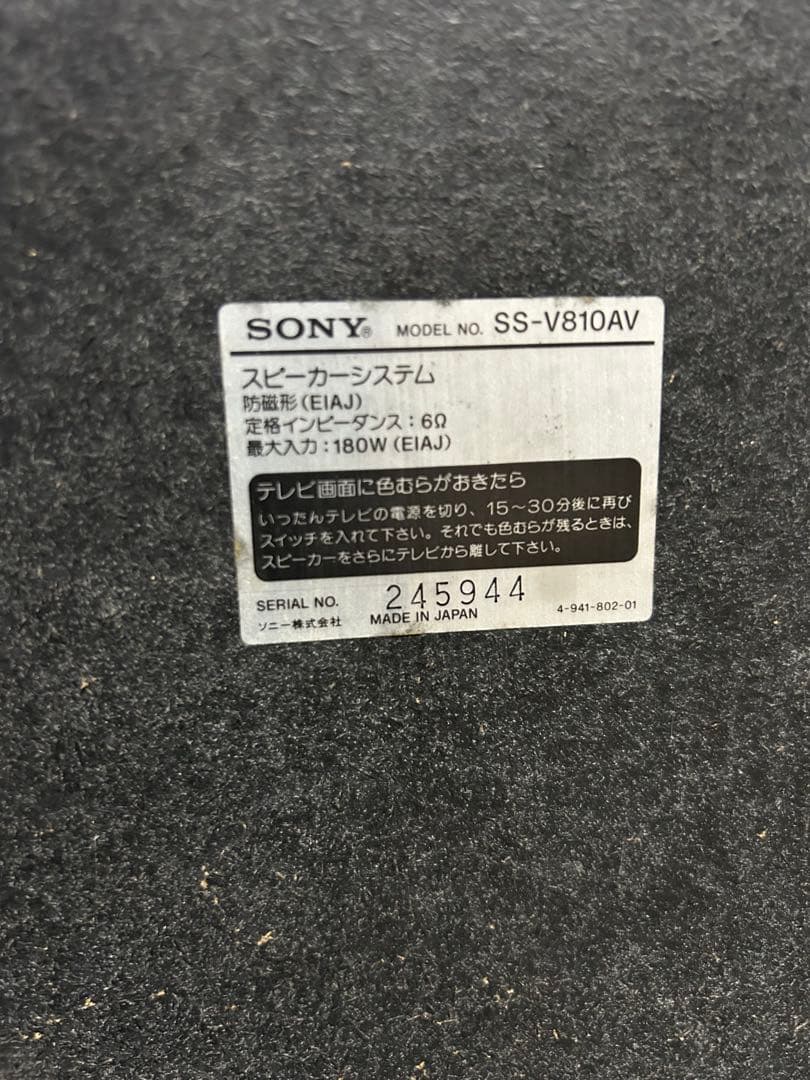 SONY® MODEL NO. SS-V810AV
スピーカーシステム
防磁形(EIAJ)
定格インピーダンス:6Ω
最大入力:180W(EIAJ)
テレビ画面に色むらがおきたら
いったんテレビの電源を切り、15〜30分後に再び
スイッチを入れて下さい。それでも色むらが残るときは、
スピーカーをさらにテレビから離して下さい。
SERIAL NO. 245944
ソニー株式会社 MADE IN JAPAN 4-941-802-01